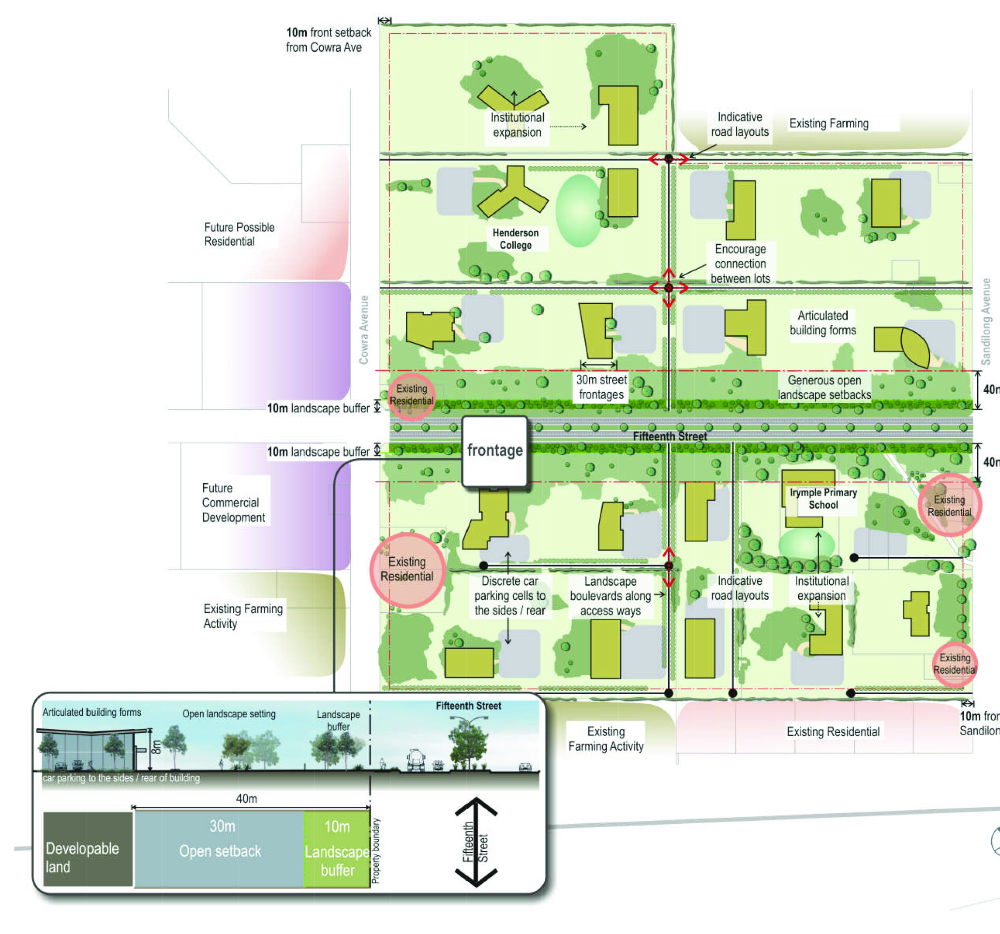 10m front setback
from Cowra Ave
Institutional
expansion
Indicative
road layouts
Existing Farming
Future Possible
Residential
Henderson
College
Encourage
connection
between lots
Cowra Avenue
Sandilong Avenue
Articulated
building forms
30m street
frontages
Generous open
landscape setbacks
Existing
Residential
10m landscape buffer
40m
Fifteenth Street
frontage
10m landscape buffer
40m
Future
Commercial
Development
Irymple Primary
School
Existing
Residential
Existing
Residential
Discrete car
parking cells to
the sides / rear
Landscape
boulevards along
access ways
Indicative
road layouts
Institutional
expansion
Existing Farming
Activity
Existing
Residential
Existing
Farming Activity
Existing Residential
10m fron
Sandilon
Articulated building forms
Open landscape setting
Landscape
buffer
Fifteenth Street
8m
car parking to the sides / rear of building
40m
30m
Open setback
10m
Landscape
buffer
Developable
land
Property boundary
Fifteenth
Street